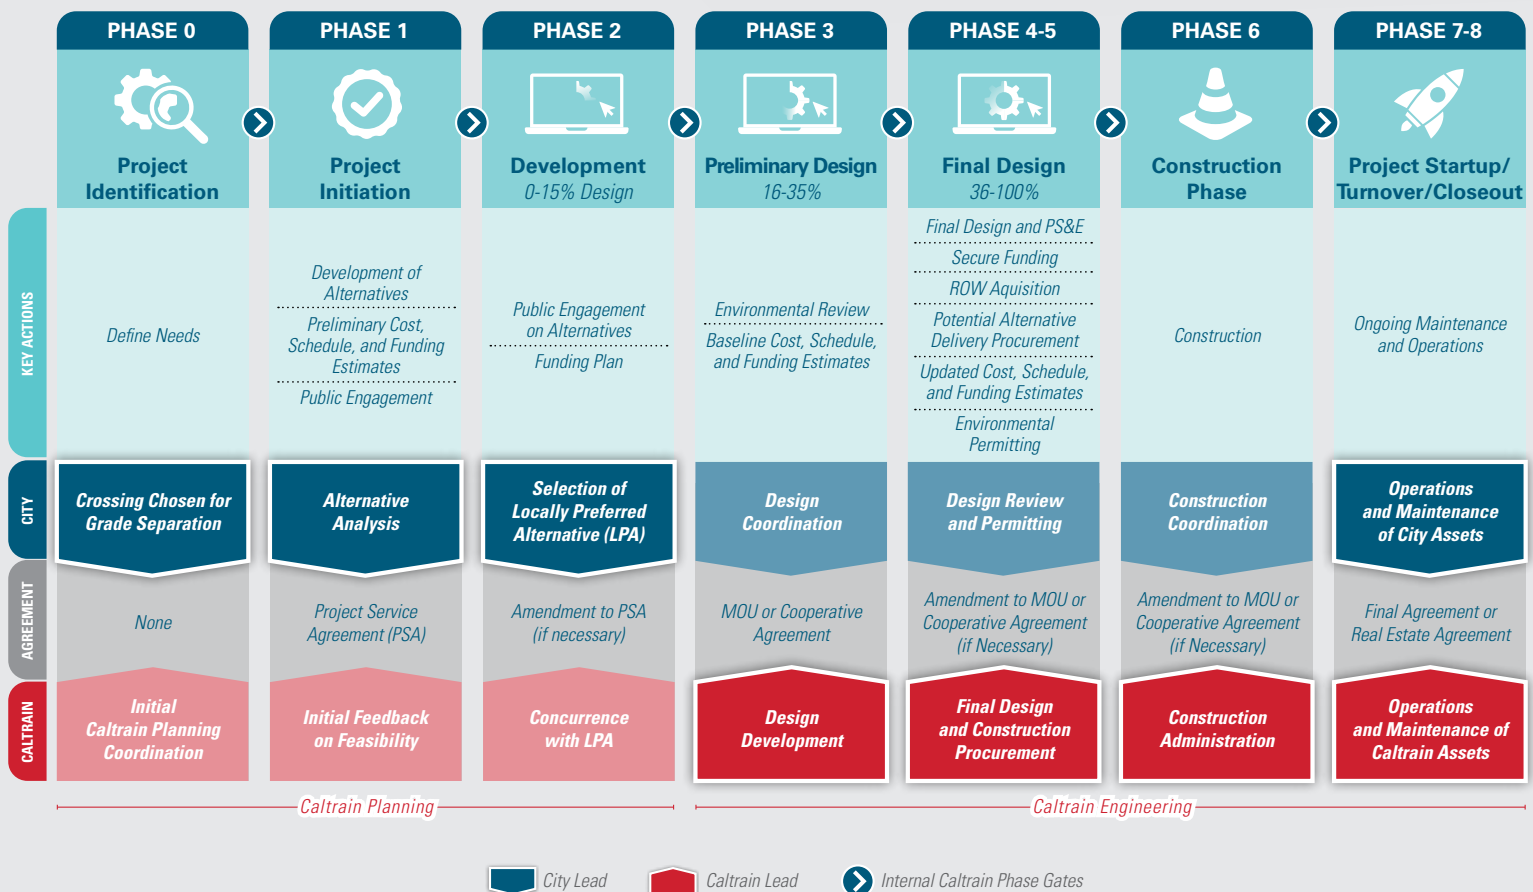 PHASE 0
PHASE 1
PHASE 2
PHASE 3
PHASE 4-5
PHASE 6
PHASE 7-8
Project
Identification
Project
Initiation
Development
0-15% Design
Preliminary Design
16-35%
Final Design
36-100%
Construction
Phase
Project Startup/
Turnover/Closeout
KEY ACTIONS
Define Needs
Development of
Alternatives
Preliminary Cost,
Schedule, and Funding
Estimates
Public Engagement
Public Engagement
on Alternatives
Funding Plan
Environmental Review
Baseline Cost, Schedule,
and Funding Estimates
Final Design and PS&E
Secure Funding
ROW Aquisition
Potential Alternative
Delivery Procurement
Updated Cost, Schedule,
and Funding Estimates
Environmental
Permitting
Construction
Ongoing Maintenance
and Operations
CITY
Crossing Chosen for
Grade Separation
Alternative
Analysis
Selection of
Locally Preferred
Alternative (LPA)
Design
Coordination
Design Review
and Permitting
Construction
Coordination
Operations
and Maintenance
of City Assets
AGREEMENT
None
Project Service
Agreement (PSA)
Amendment to PSA
(if necessary)
MOU or Cooperative
Agreement
Amendment to MOU or
Cooperative Agreement
(if Necessary)
Amendment to MOU or
Cooperative Agreement
(if Necessary)
Final Agreement or
Real Estate Agreement
CALTRAIN
Initial
Caltrain Planning
Coordination
Initial Feedback
on Feasibility
Concurrence
with LPA
Design
Development
Final Design
and Construction
Procurement
Construction
Administration
Operations
and Maintenance of
Caltrain Assets
Caltrain Planning
Caltrain Engineering
City Lead
Caltrain Lead
Internal Caltrain Phase Gates